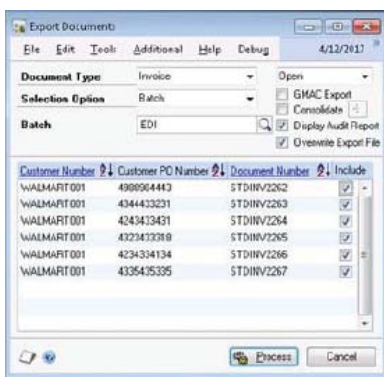 Export Documents
File Edit Tools Additional Help Debug 4/12/2017
Document Type Invoice Open
Selection Option Batch GMAC Export
Consolidate
Batch EDI Display Audit Report
Overwrite Export File
Customer Number Customer PO Number Document Number Include
WALMART001 4988964443 STDINV2262
WALMART001 4344433231 STDINV2263
WALMART001 4243433431 STDINV2264
WALMART001 4323433318 STDINV2265
WALMART001 4234334134 STDINV2266
WALMART001 4335435335 STDINV2267
Process Cancel